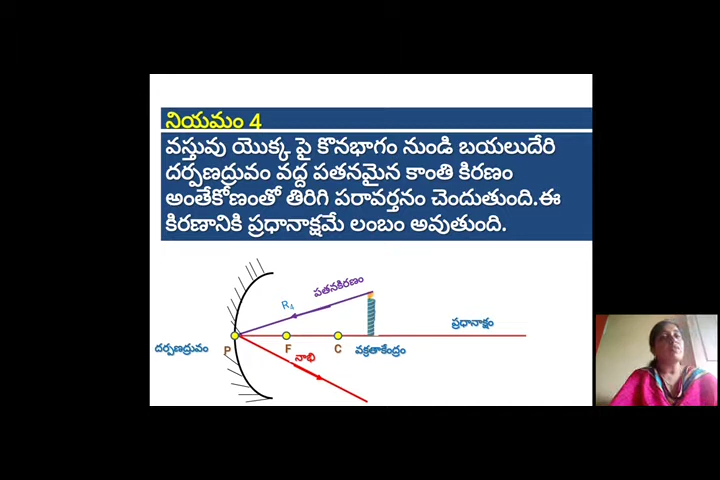 నియమం 4
వస్తువు యొక్క పై కొనభాగం నుండి బయలుదేరి
దర్పణధ్రువం వద్ద పతనమైన కాంతి కిరణం
అంతేకోణంతో తిరిగి పరావర్తనం చెందుతుంది.ఈ
కిరణానికి ప్రధానాక్షమే లంబం అవుతుంది.
పతనకిరణం
R4
ప్రధానాక్షం
దర్పణధ్రువం
P
F
C
వక్రతాకేంద్రం
నాభి